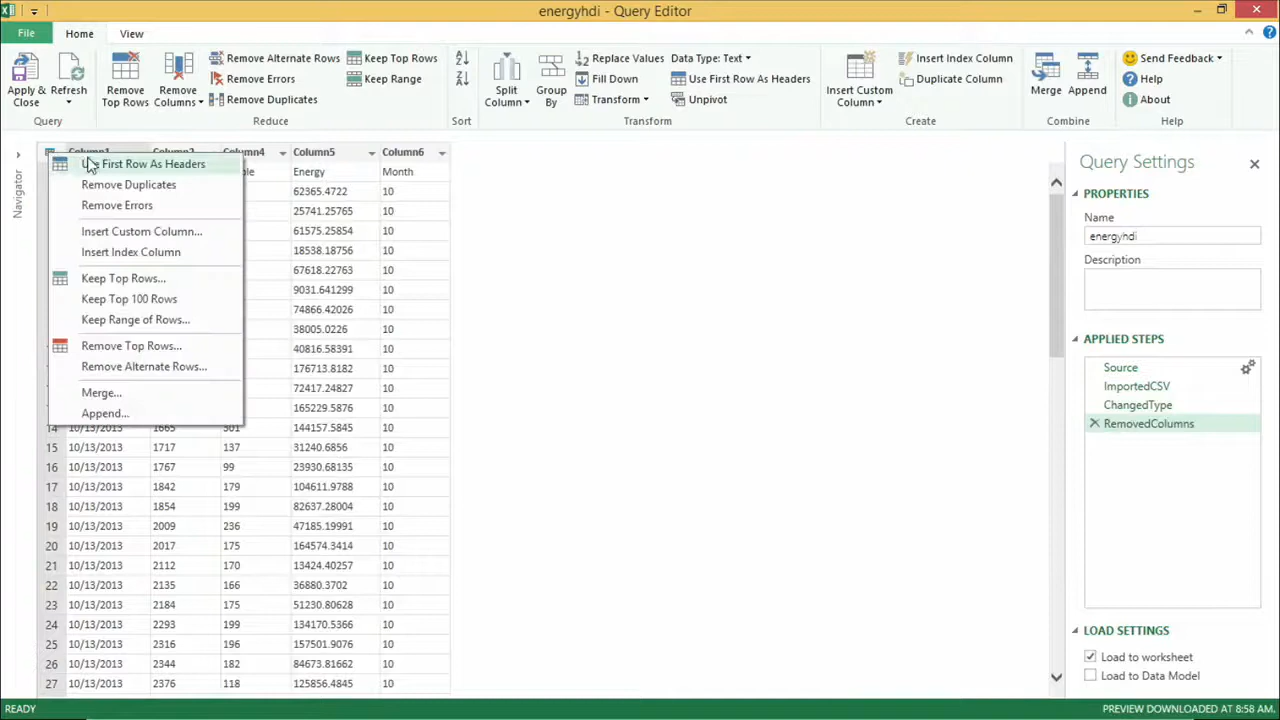 energyhdi - Query Editor
File Home View
Apply & Close
Refresh
Query
Remove Top Rows
Remove Columns
Remove Alternate Rows
Remove Errors
Remove Duplicates
Keep Top Rows
Keep Range
Reduce
Sort
Split Column
Group By
Replace Values
Fill Down
Transform
Data Type: Text
Use First Row As Headers
Unpivot
Transform
Insert Custom Column
Insert Index Column
Duplicate Column
Create
Merge
Append
Combine
Send Feedback
Help
About
Navigator
Column4 Column5 Column6
Energy Month
62365.4722 10
25741.25765 10
61575.25854 10
18538.18756 10
67618.22763 10
9031.641299 10
74866.42026 10
38005.0226 10
40816.58391 10
176713.8182 10
72417.24827 10
165229.5876 10
14 10/13/2013 1665 301 144157.5845 10
15 10/13/2013 1717 137 31240.6856 10
16 10/13/2013 1767 99 23930.68135 10
17 10/13/2013 1842 179 104611.9788 10
18 10/13/2013 1854 199 82637.28004 10
19 10/13/2013 2009 236 47185.19991 10
20 10/13/2013 2017 175 164574.3414 10
21 10/13/2013 2112 170 13424.40257 10
22 10/13/2013 2135 166 36880.3702 10
23 10/13/2013 2184 175 51230.80628 10
24 10/13/2013 2293 199 134170.5366 10
25 10/13/2013 2316 196 157501.9076 10
26 10/13/2013 2344 182 84673.81662 10
27 10/13/2013 2376 118 125856.4845 10
Use First Row As Headers
Remove Duplicates
Remove Errors
Insert Custom Column...
Insert Index Column
Keep Top Rows...
Keep Top 100 Rows
Keep Range of Rows...
Remove Top Rows...
Remove Alternate Rows...
Merge...
Append...
Query Settings
PROPERTIES
Name
energyhdi
Description
APPLIED STEPS
Source
ImportedCSV
ChangedType
RemovedColumns
LOAD SETTINGS
Load to worksheet
Load to Data Model
READY
PREVIEW DOWNLOADED AT 8:58 AM.